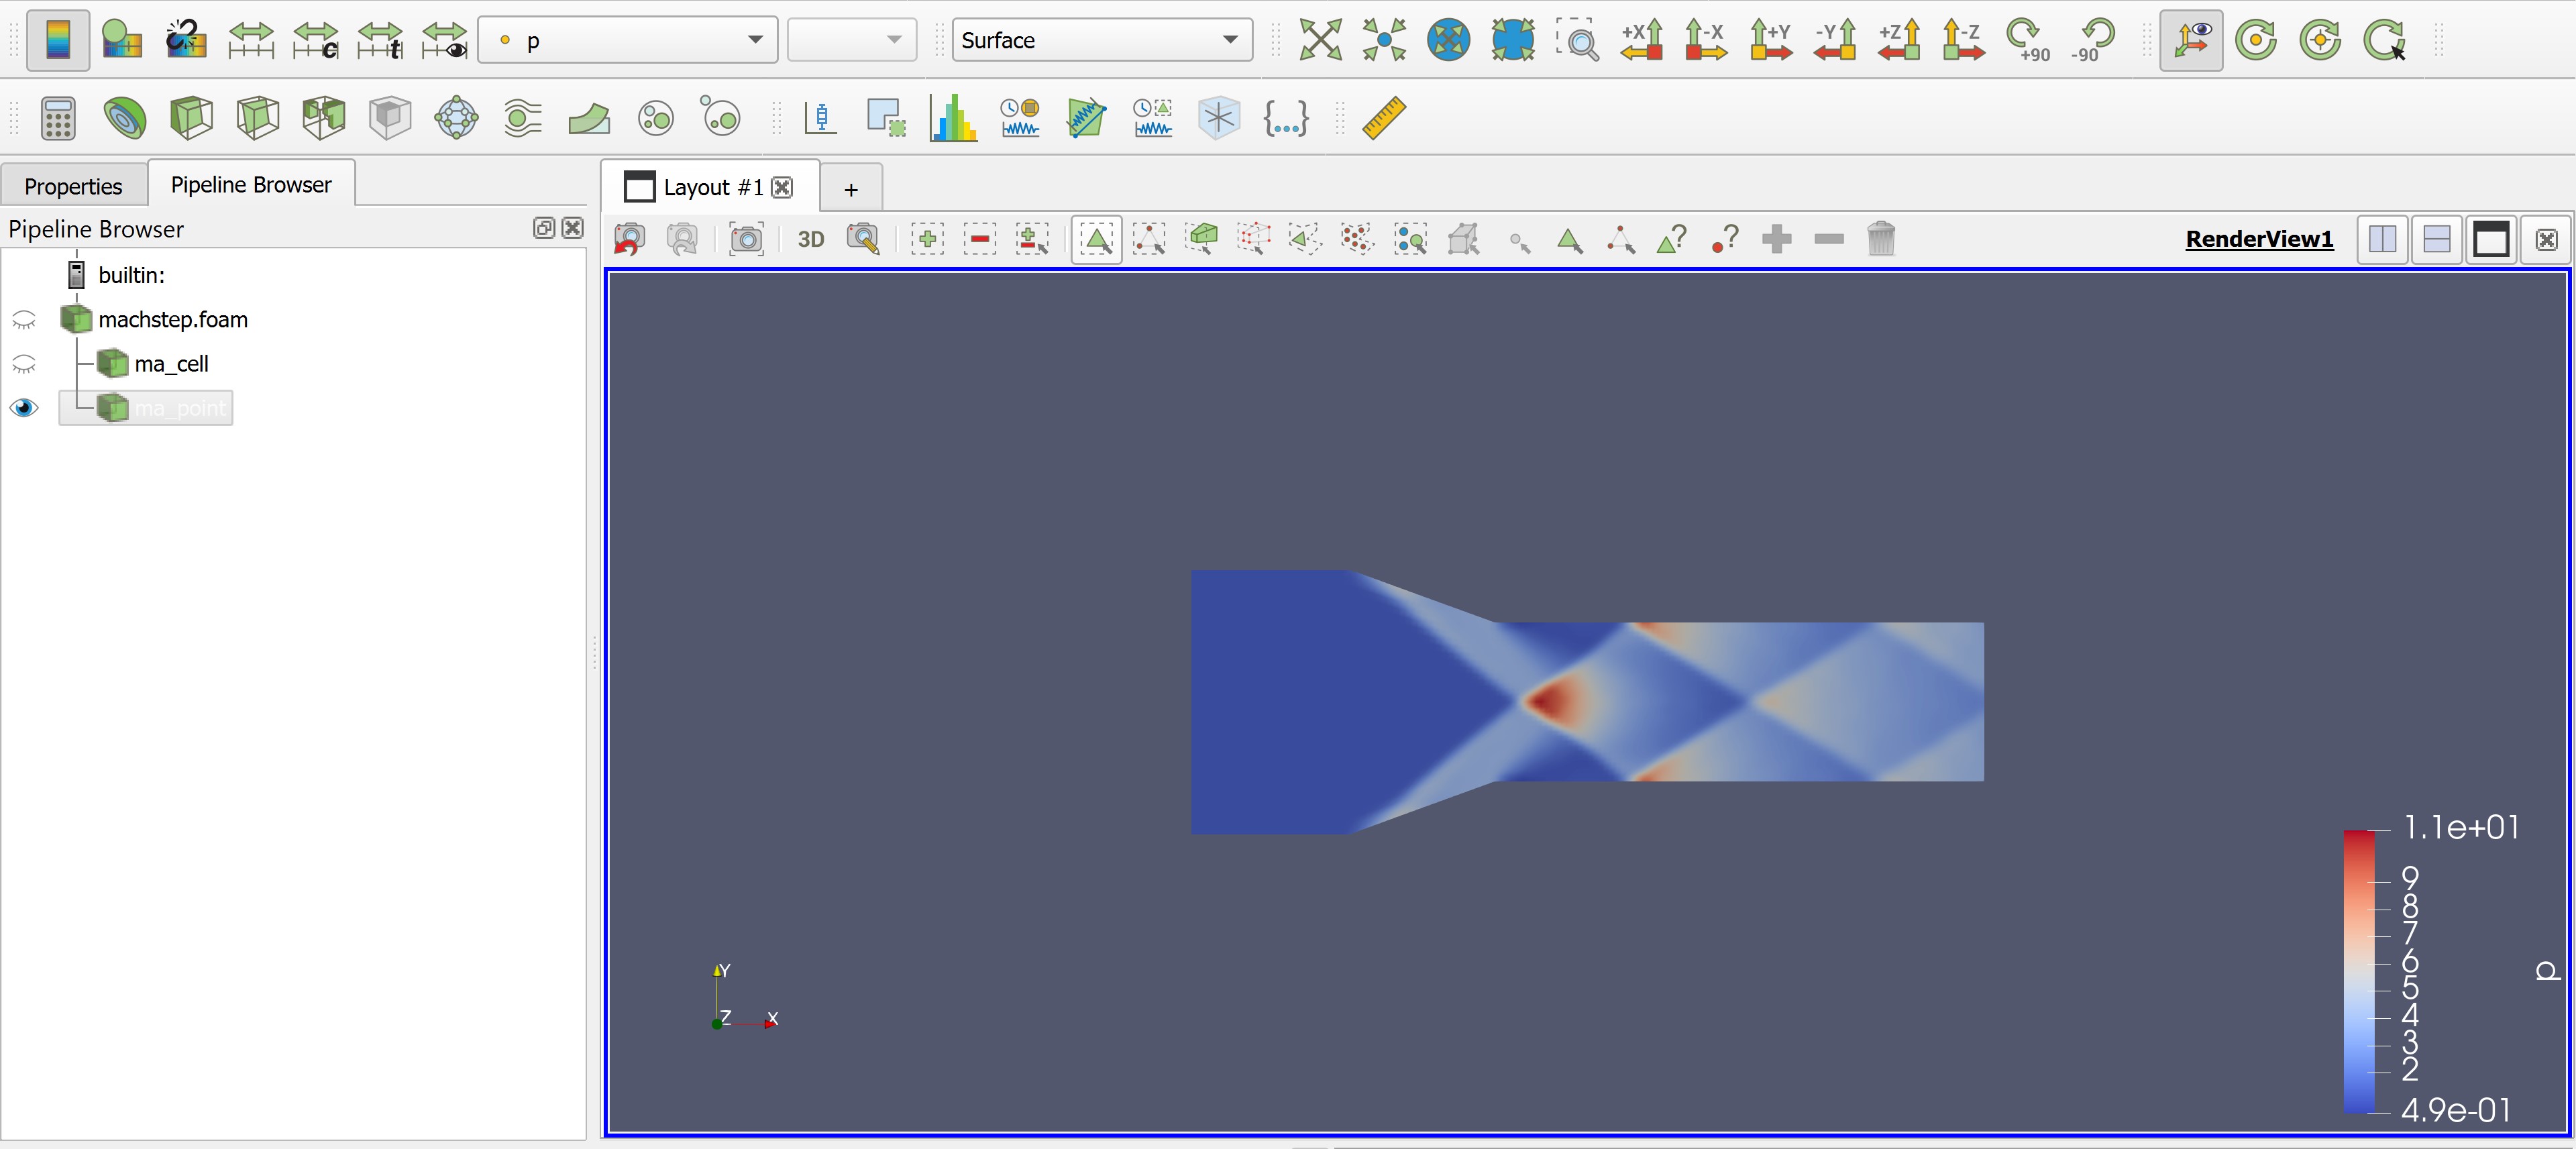 c
t
p
Surface
+X
-X
+Y
-Y
+Z
-Z
+90
-90
{...}
Properties
Pipeline Browser
Layout #1
+
Pipeline Browser
3D
RenderView1
builtin:
machstep.foam
ma_cell
ma_point
1.1e+01
9
8
7
6
5
4
3
2
4.9e-01
p
Y
Z
X